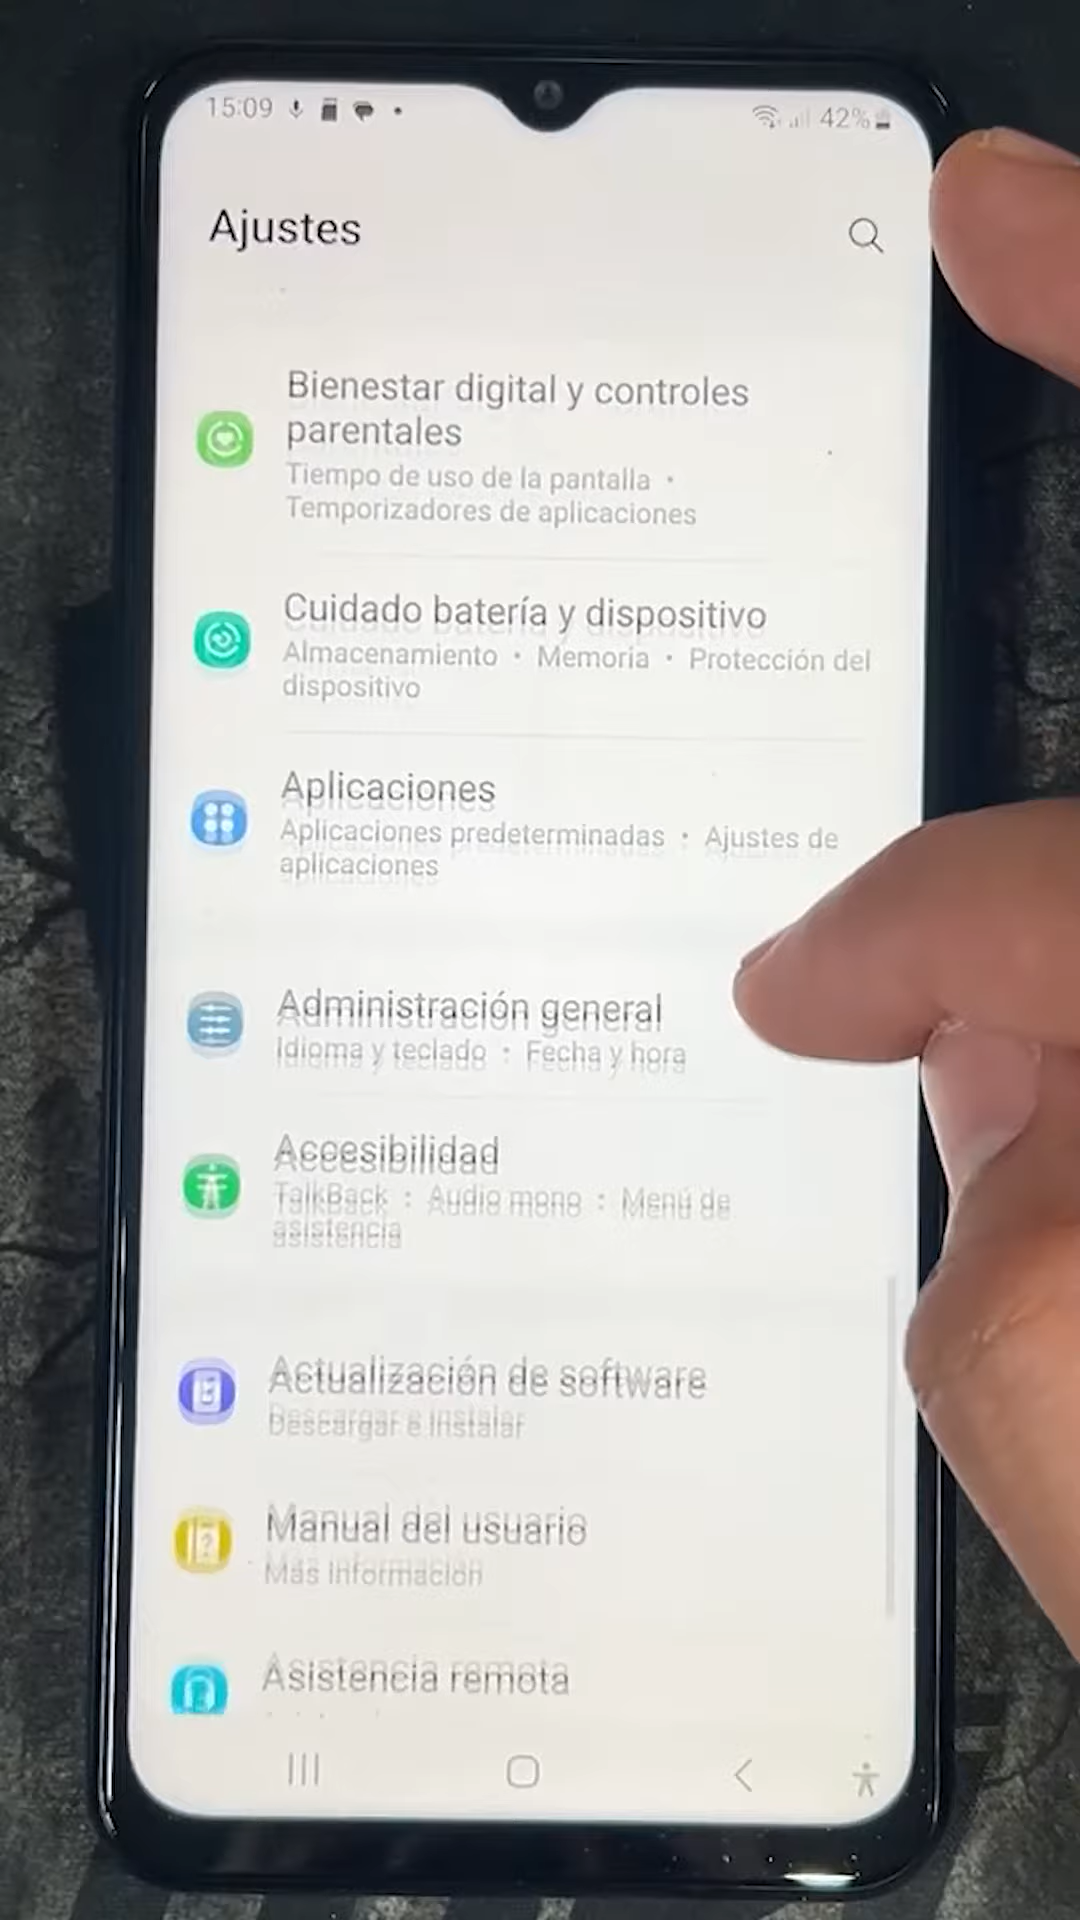 15:09
42%
Ajustes
Bienestar digital y controles
parentales
Tiempo de uso de la pantalla •
Temporizadores de aplicaciones
Cuidado batería y dispositivo
Almacenamiento • Memoria • Protección del
dispositivo
Aplicaciones
Aplicaciones predeterminadas • Ajustes de
aplicaciones
Administración general
Idioma y teclado • Fecha y hora
Accesibilidad
TalkBack • Audio mono • Menú de
asistencia
Actualización de software
Descargar e instalar
Manual del usuario
Más información
Asistencia remota